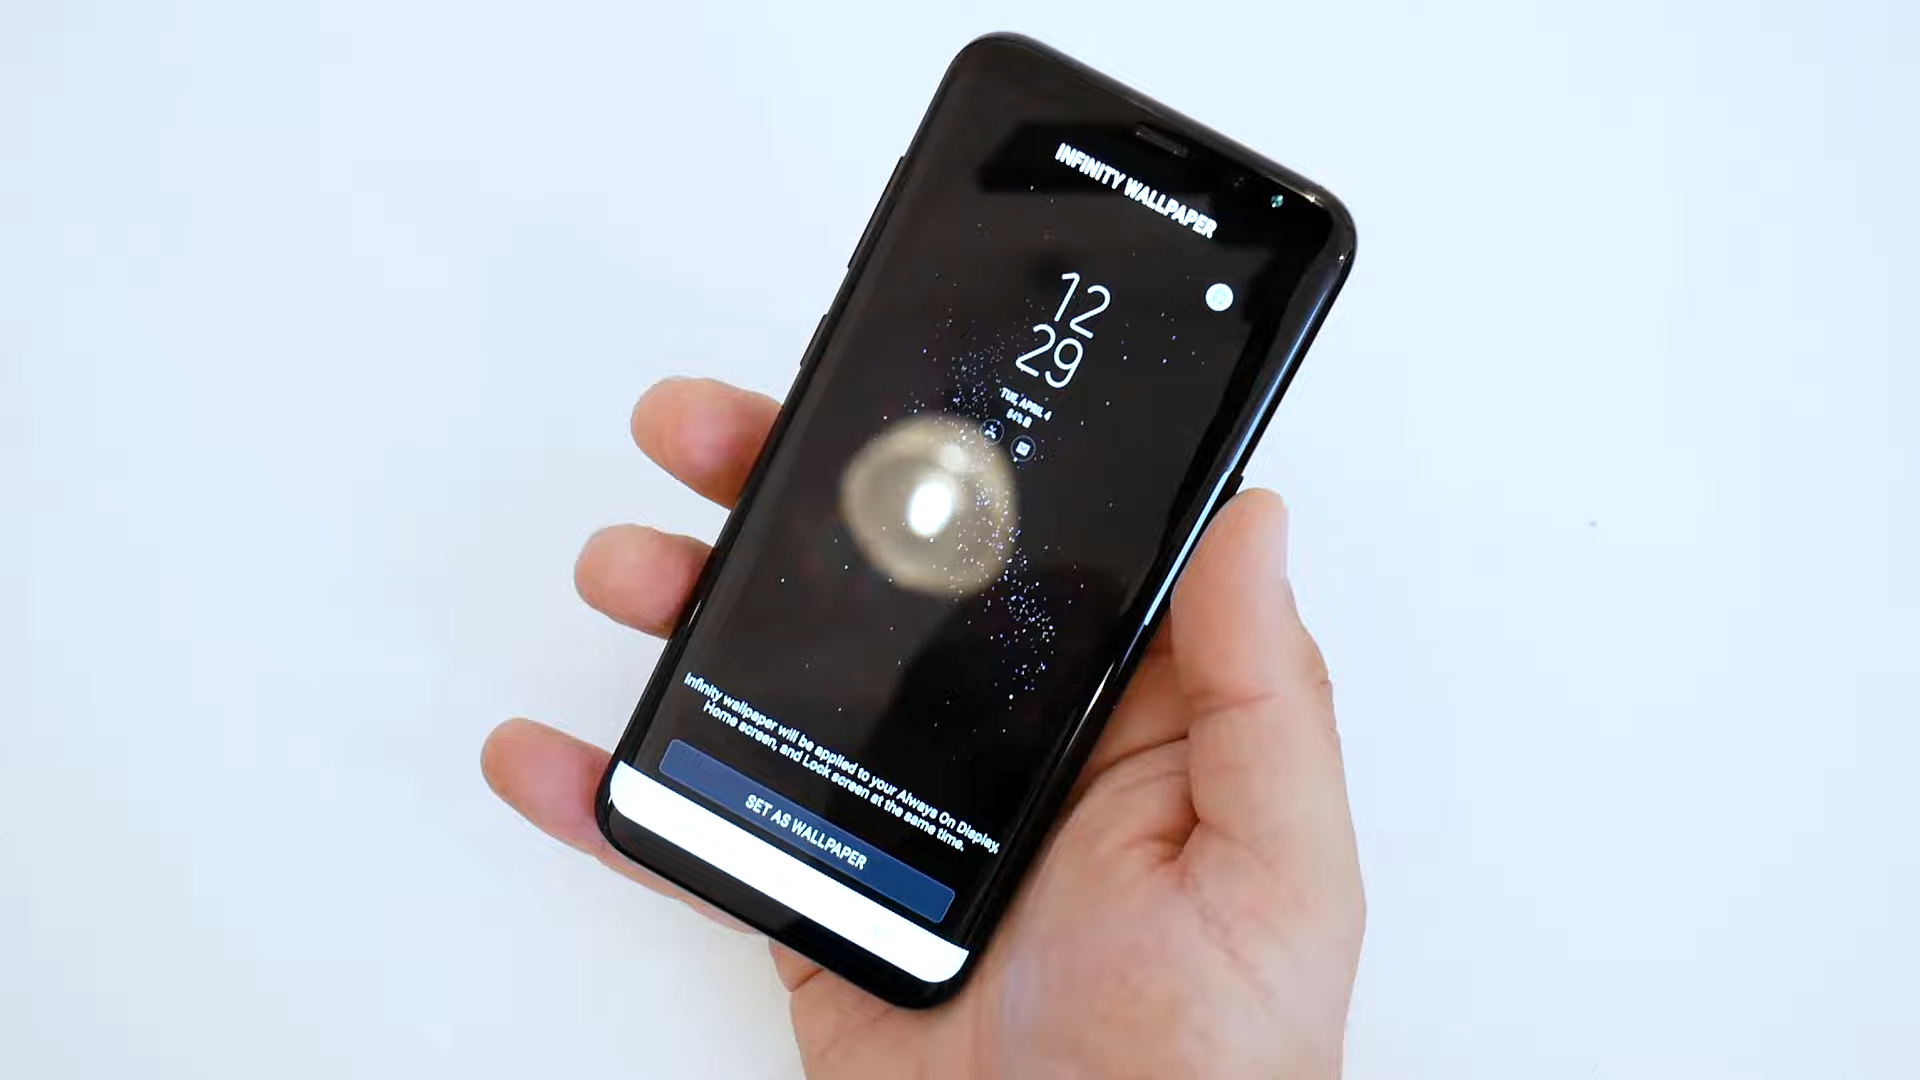 INFINITY WALLPAPER
12
29
TUE, APRIL 4
64%
Infinity wallpaper will be applied to your Always On Display,
Home screen, and Lock screen at the same time.
SET AS WALLPAPER